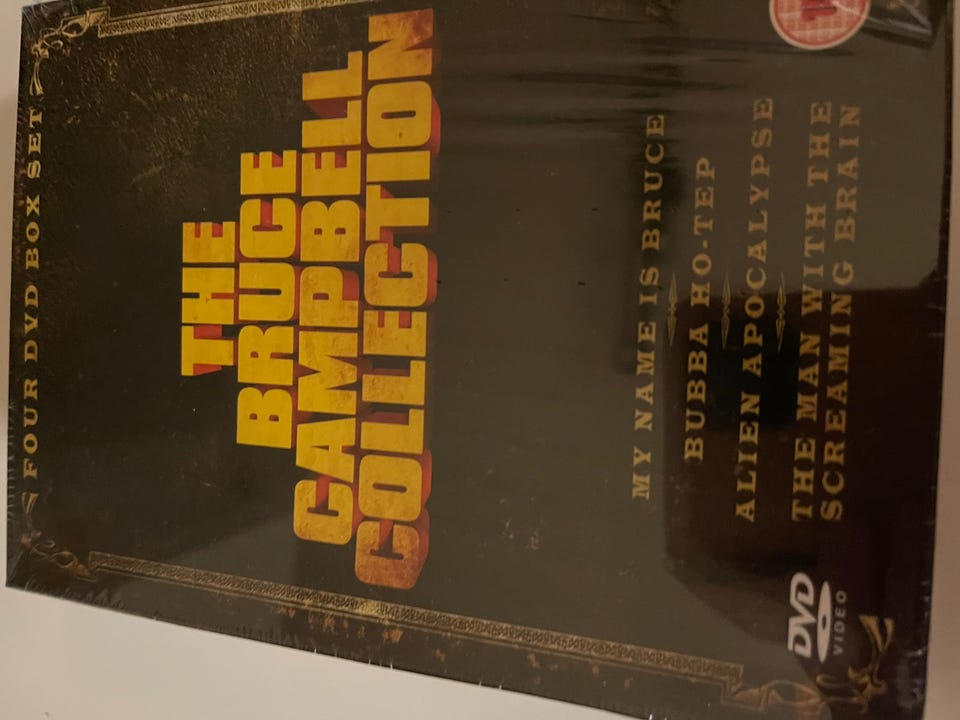 FOUR DVD BOX SET
THE
BRUCE
CAMPBELL
COLLECTION
MY NAME IS BRUCE
BUBBA HO-TEP
ALIEN APOCALYPSE
THE MAN WITH THE
SCREAMING BRAIN
DVD
VIDEO